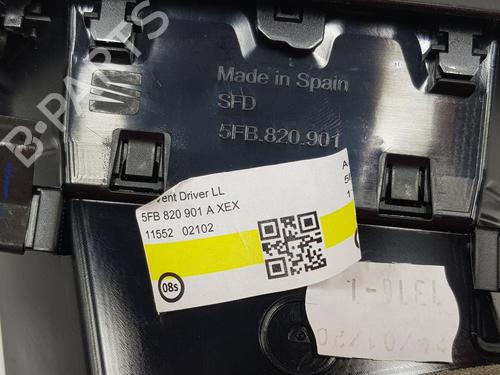 B-PARTS
Made in Spain
SFD
5FB.820.901
Vent Driver LL
5FB 820 901 A XEX
11552 02102
08s
A
1
1316-1